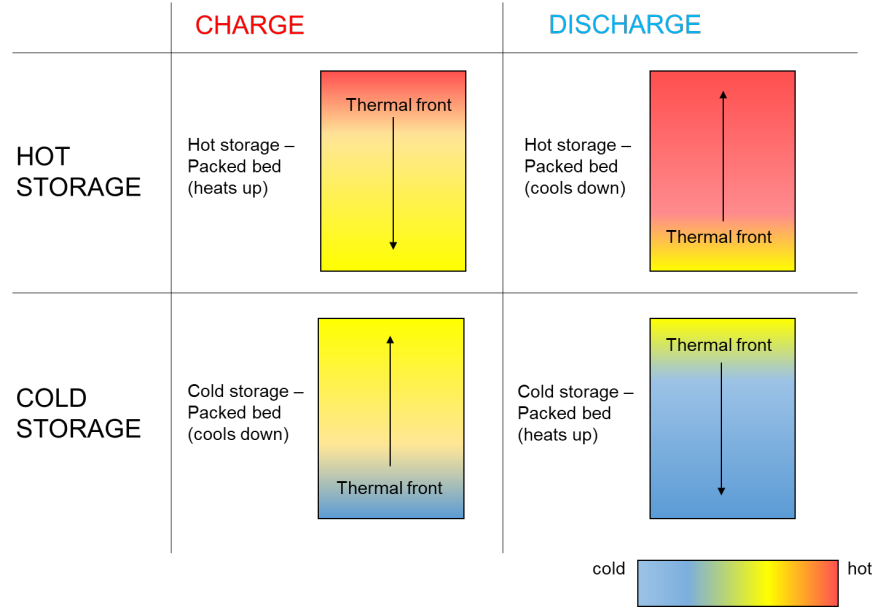 CHARGE
DISCHARGE
HOT
STORAGE
Hot storage –
Packed bed
(heats up)
Thermal front
Hot storage –
Packed bed
(cools down)
Thermal front
COLD
STORAGE
Cold storage –
Packed bed
(cools down)
Thermal front
Cold storage –
Packed bed
(heats up)
Thermal front
cold
hot